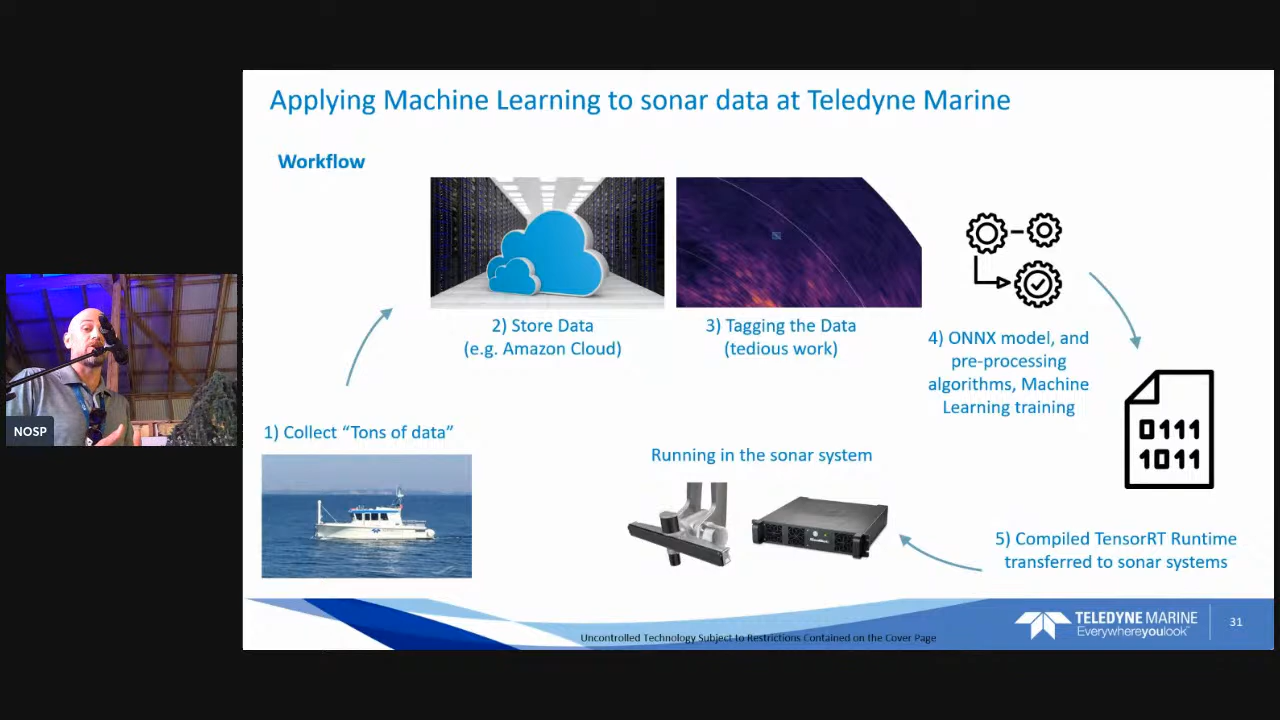 Applying Machine Learning to sonar data at Teledyne Marine
Workflow
2) Store Data
(e.g. Amazon Cloud)
3) Tagging the Data
(tedious work)
4) ONNX model, and
pre-processing
algorithms, Machine
Learning training
0111
1011
1) Collect “Tons of data”
Running in the sonar system
5) Compiled TensorRT Runtime
transferred to sonar systems
NOSP
Uncontrolled Technology Subject to Restrictions Contained on the Cover Page
TELEDYNE MARINE
Everywhereyoulook
31